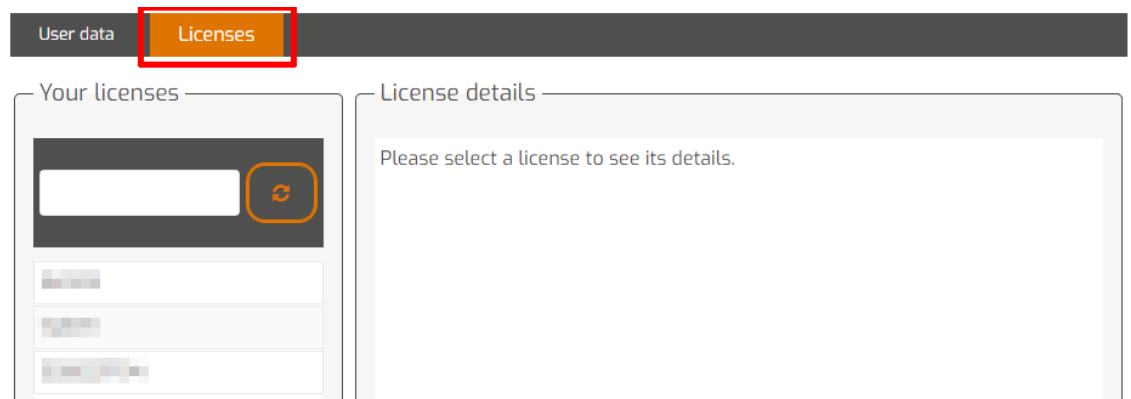 User data
Licenses
Your licenses
License details
Please select a license to see its details.